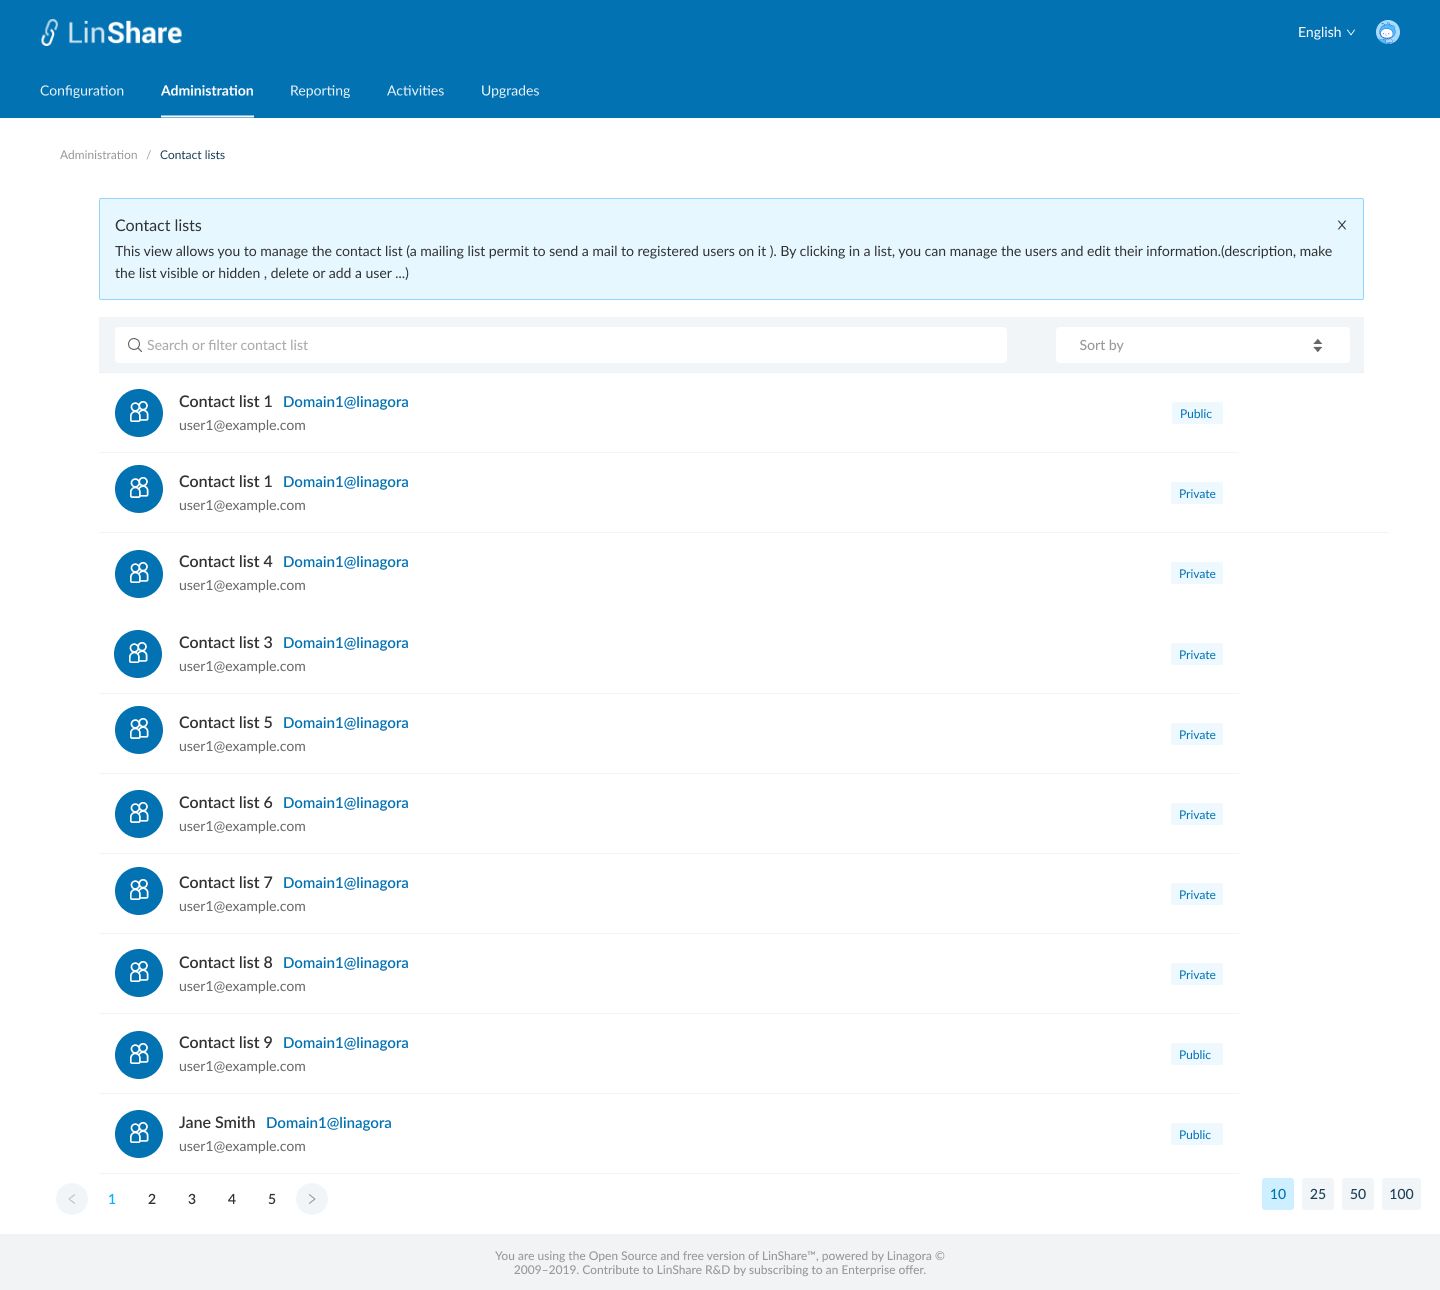 LinShare
English
Configuration
Administration
Reporting
Activities
Upgrades
Administration / Contact lists
Contact lists
This view allows you to manage the contact list (a mailing list permit to send a mail to registered users on it ). By clicking in a list, you can manage the users and edit their information.(description, make
the list visible or hidden , delete or add a user ...)
Search or filter contact list
Sort by
Contact list 1 Domain1@linagora
user1@example.com
Public
Contact list 1 Domain1@linagora
user1@example.com
Private
Contact list 4 Domain1@linagora
user1@example.com
Private
Contact list 3 Domain1@linagora
user1@example.com
Private
Contact list 5 Domain1@linagora
user1@example.com
Private
Contact list 6 Domain1@linagora
user1@example.com
Private
Contact list 7 Domain1@linagora
user1@example.com
Private
Contact list 8 Domain1@linagora
user1@example.com
Private
Contact list 9 Domain1@linagora
user1@example.com
Public
Jane Smith Domain1@linagora
user1@example.com
Public
1 2 3 4 5
10 25 50 100
You are using the Open Source and free version of LinShare™, powered by Linagora ©
2009–2019. Contribute to LinShare R&D by subscribing to an Enterprise offer.